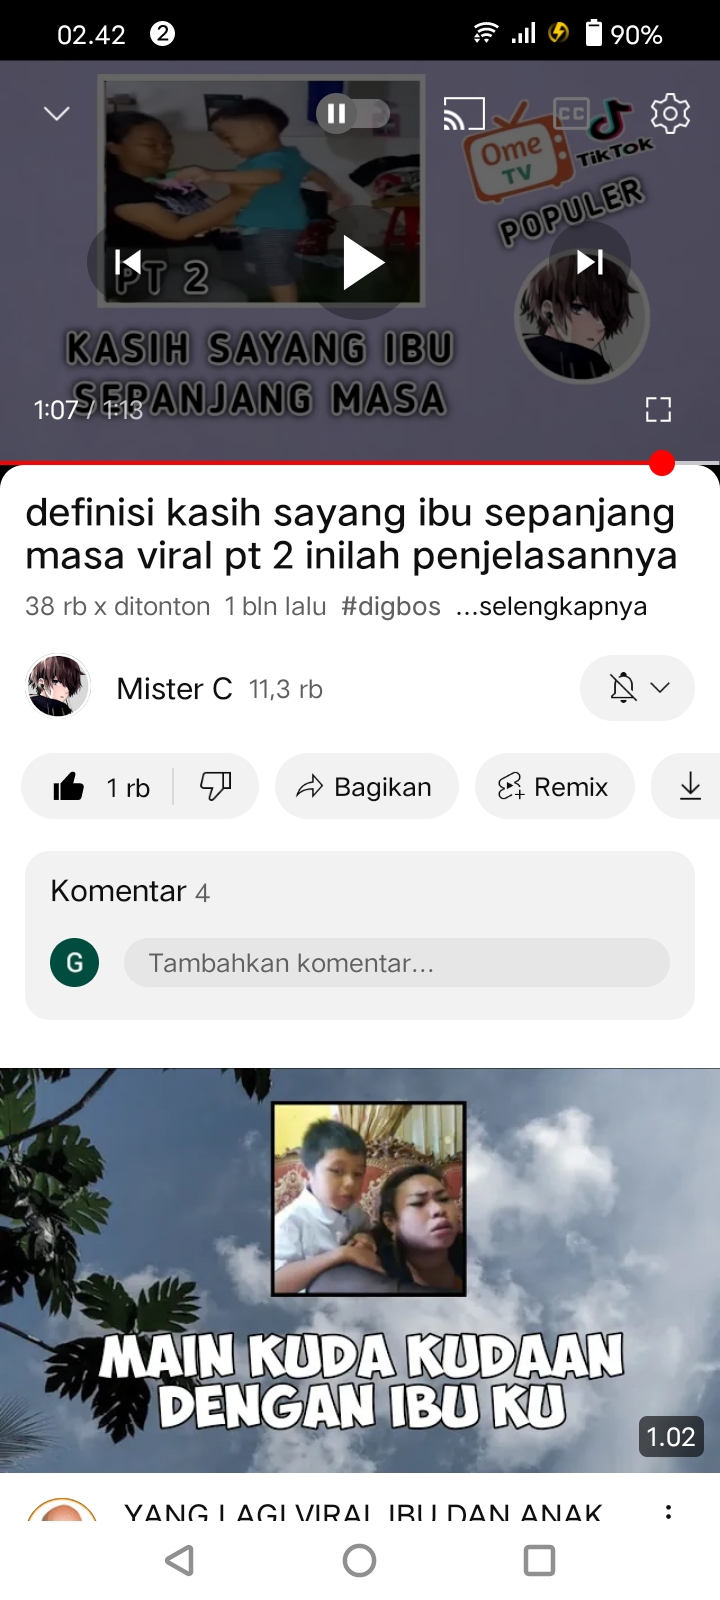 02.42 2 90%
CC
Ome TV
TikTok
POPULER
PT 2
KASIH SAYANG IBU
SEPANJANG MASA
1:07 / 1:13
definisi kasih sayang ibu sepanjang
masa viral pt 2 inilah penjelasannya
38 rb x ditonton 1 bln lalu #digbos ...selengkapnya
Mister C 11,3 rb
1 rb Bagikan Remix
Komentar 4
G Tambahkan komentar...
MAIN KUDA KUDAAN
DENGAN IBU KU
1.02
YANG LAGI VIRAL IBU DAN ANAK